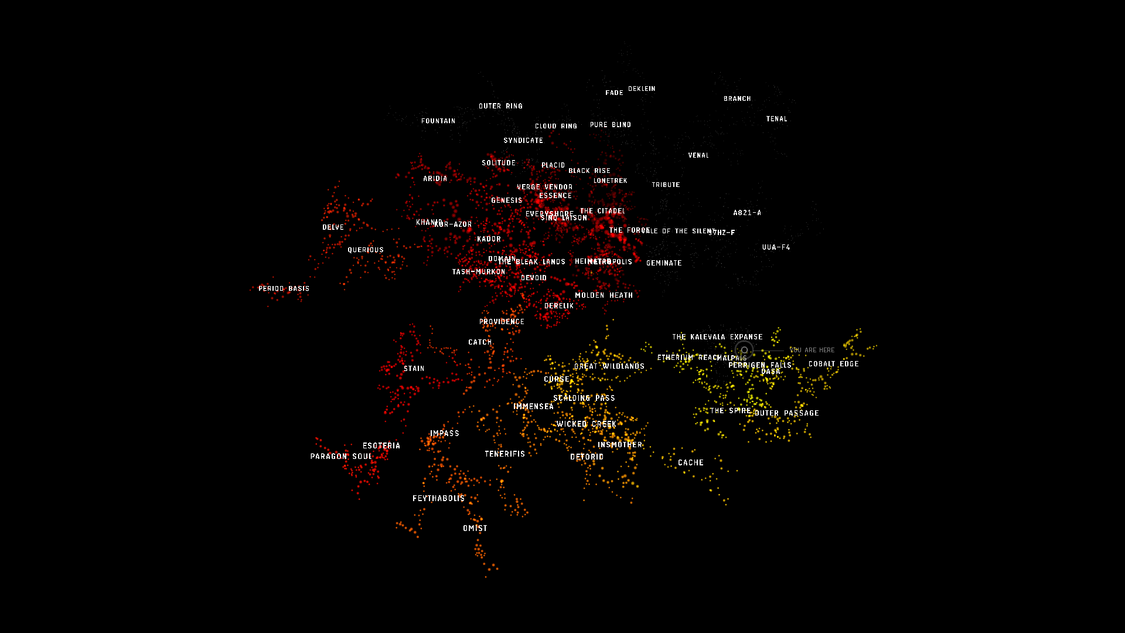 DEKLEIN
FADE
BRANCH
OUTER RING
TENAL
FOUNTAIN
CLOUD RING
PURE BLIND
SYNDICATE
VENAL
SOLITUDE
PLACID
BLACK RISE
ARIDIA
LONETREK
TRIBUTE
VERGE VENDOR
ESSENCE
GENESIS
THE CITADEL
A821-A
EVERYSHORE
SINQ LAISON
KHANID
KOR-AZOR
DELVE
THE FORGE
VALE OF THE SILENT
KADOR
UUA-F4
QUERIOUS
DOMAIN
THE BLEAK LANDS
HEIMATAR
METROPOLIS
GEMINATE
TASH-MURKON
DEVOID
PERIOD BASIS
MOLDEN HEATH
DERELIK
PROVIDENCE
THE KALEVALA EXPANSE
CATCH
YOU ARE HERE
ETHERIUM REACH
MALPAIS
COBALT EDGE
GREAT WILDLANDS
PERRIGEN FALLS
STAIN
OASA
CURSE
SCALDING PASS
IMMENSEA
THE SPIRE
OUTER PASSAGE
WICKED CREEK
IMPASS
ESOTERIA
INSMOTHER
TENERIFIS
PARAGON SOUL
DETORID
CACHE
FEYTHABOLIS
OMIST